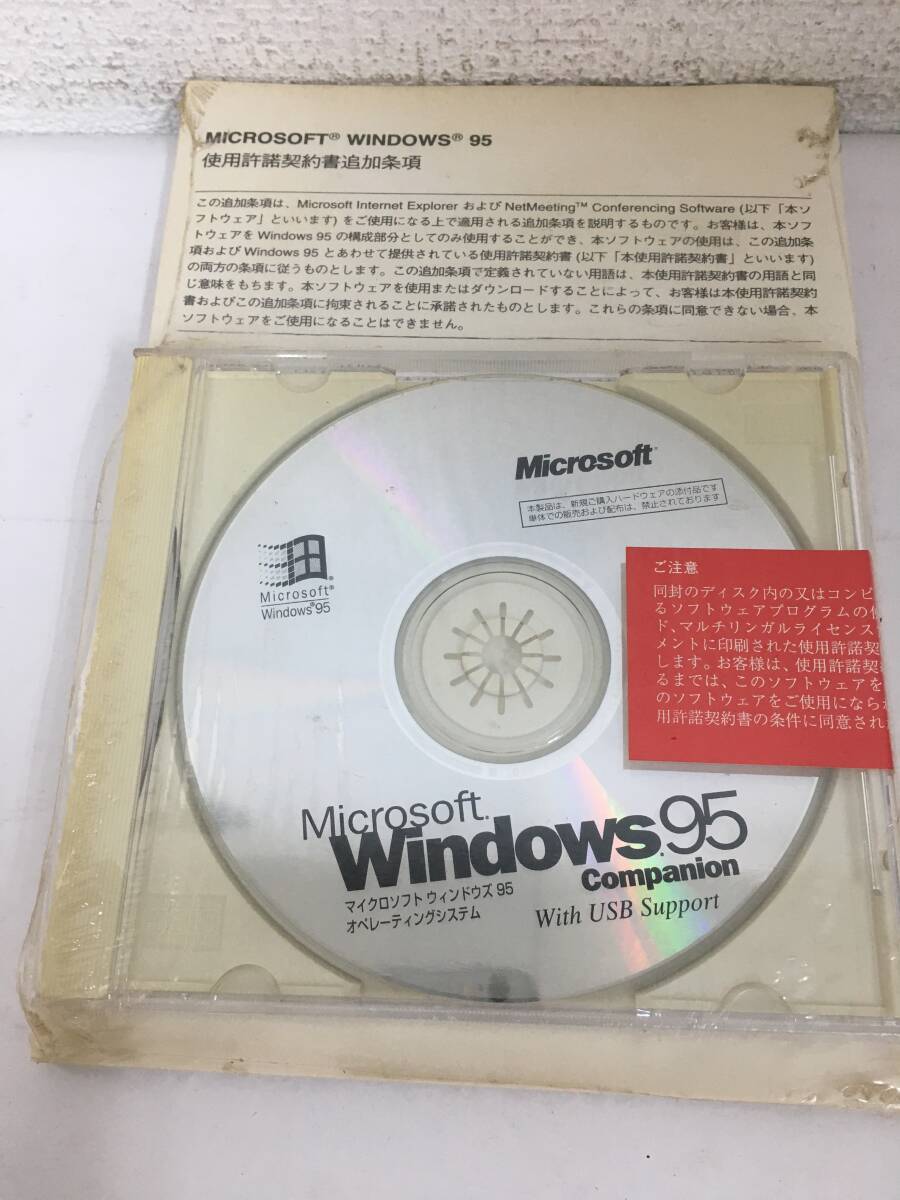 MICROSOFT® WINDOWS® 95
使用許諾契約書追加条項
この追加条項は、Microsoft Internet Explorer および NetMeeting™ Conferencing Software (以下「本ソ
フトウェア」といいます) をご使用になる上で適用される追加条項を説明するものです。お客様は、本ソフ
トウェアを Windows 95 の構成部分としてのみ使用することができ、本ソフトウェアの使用は、この追加条
項および Windows 95 とあわせて提供されている使用許諾契約書 (以下「本使用許諾契約書」といいます)
の両方の条項に従うものとします。この追加条項で定義されていない用語は、本使用許諾契約書の用語と同
じ意味をもちます。本ソフトウェアを使用またはダウンロードすることによって、お客様は本使用許諾契約
書およびこの追加条項に拘束されることに承諾されたものとします。これらの条項に同意できない場合、本
ソフトウェアをご使用になることはできません。
Microsoft
本製品は、新規ご購入ハードウェアの添付品です
単体での販売および配布は、禁止されております
Microsoft®
Windows®95
ご注意
同封のディスク内の又はコンピ
るソフトウェアプログラムの使
ド、マルチリンガルライセンス
メントに印刷された使用許諾契
します。お客様は、使用許諾契
るまでは、このソフトウェアを
のソフトウェアをご使用になら
用許諾契約書の条件に同意され
Microsoft®
Windows®95
Companion
マイクロソフト ウィンドウズ 95
オペレーティングシステム
With USB Support